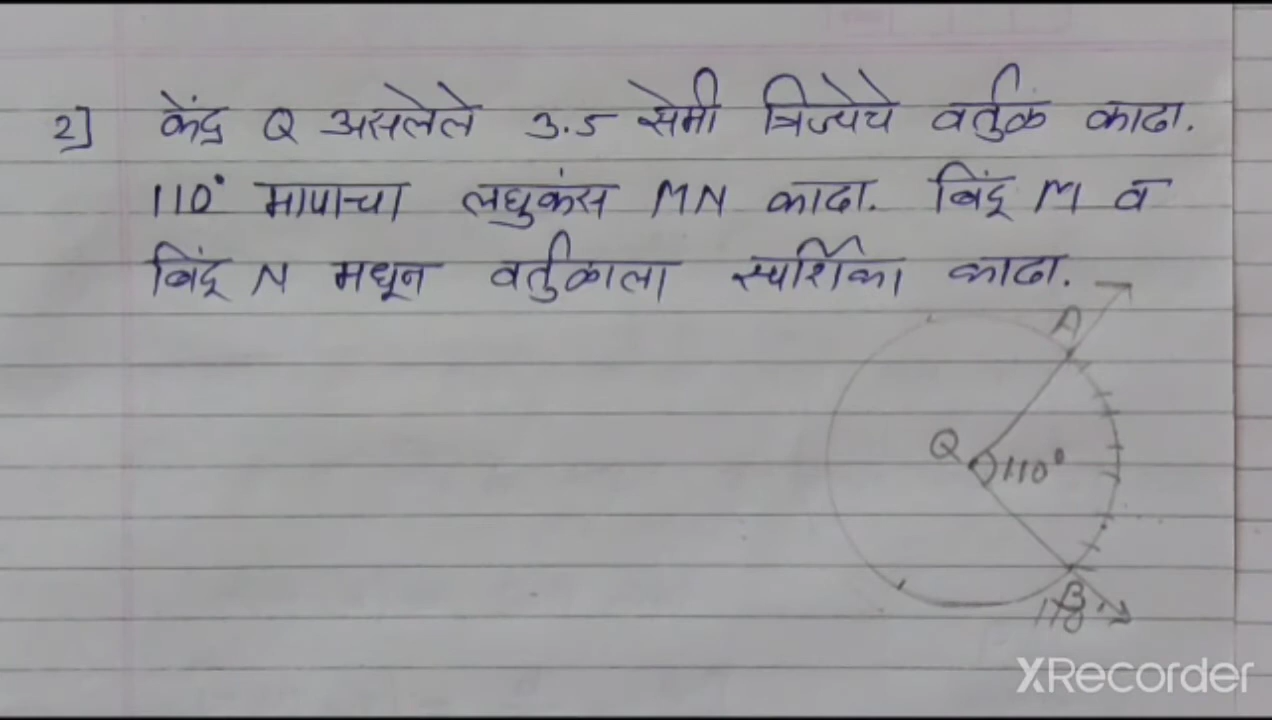 2] केंद्र Q असलेले 3.5 सेमी त्रिज्येचे वर्तुळ काढा.
110° मापाचा लघुकंस MN काढा. बिंदू M व
बिंदू N मधून वर्तुळाला स्पर्शिका काढा.
A
Q 110°
B
XRecorder